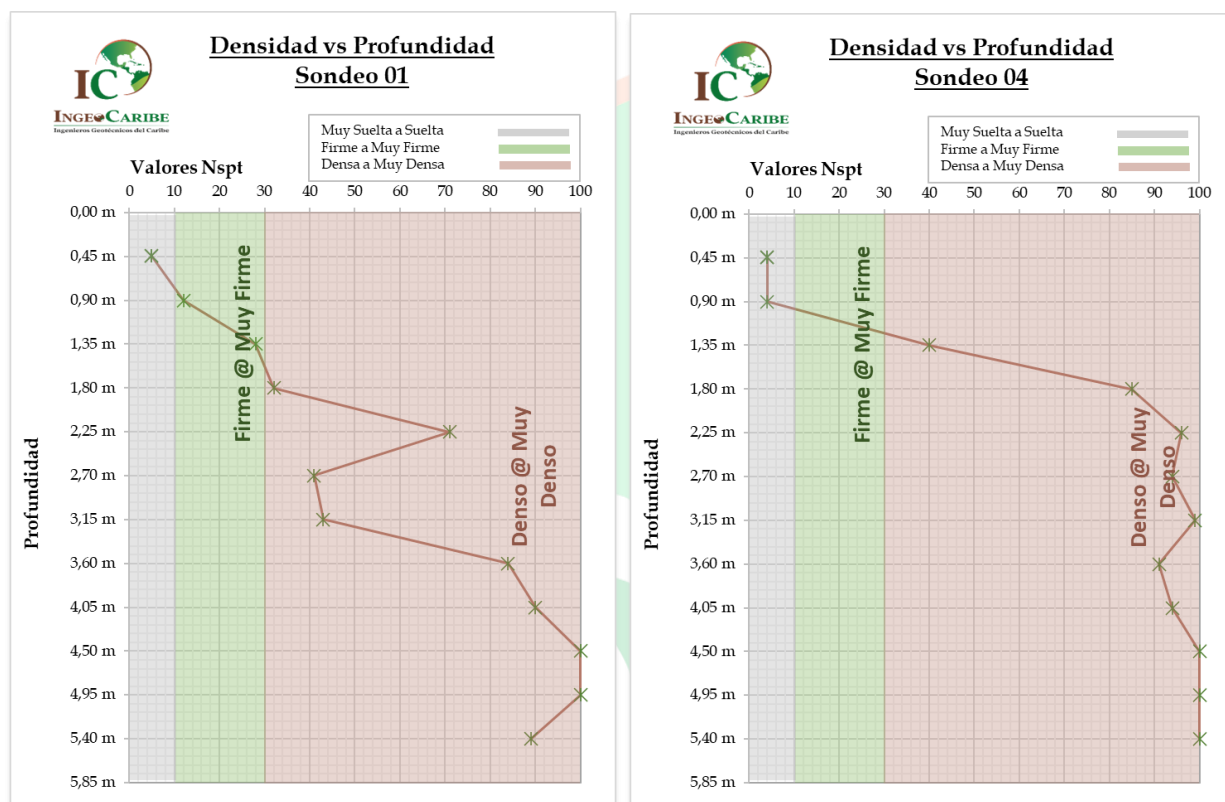 Densidad vs Profundidad
Sondeo 01
IC
INGEOCARIBE
Ingenieros Geotécnicos del Caribe
Muy Suelta a Suelta
Firme a Muy Firme
Densa a Muy Densa
Valores Nspt
0 10 20 30 40 50 60 70 80 90 100
Profundidad
0,00 m
0,45 m
0,90 m
1,35 m
1,80 m
2,25 m
2,70 m
3,15 m
3,60 m
4,05 m
4,50 m
4,95 m
5,40 m
5,85 m
Firme @ Muy Firme
Denso @ Muy
Denso
Densidad vs Profundidad
Sondeo 04
IC
INGEOCARIBE
Ingenieros Geotécnicos del Caribe
Muy Suelta a Suelta
Firme a Muy Firme
Densa a Muy Densa
Valores Nspt
0 10 20 30 40 50 60 70 80 90 100
Profundidad
0,00 m
0,45 m
0,90 m
1,35 m
1,80 m
2,25 m
2,70 m
3,15 m
3,60 m
4,05 m
4,50 m
4,95 m
5,40 m
5,85 m
Firme @ Muy Firme
Denso @ Muy
Denso